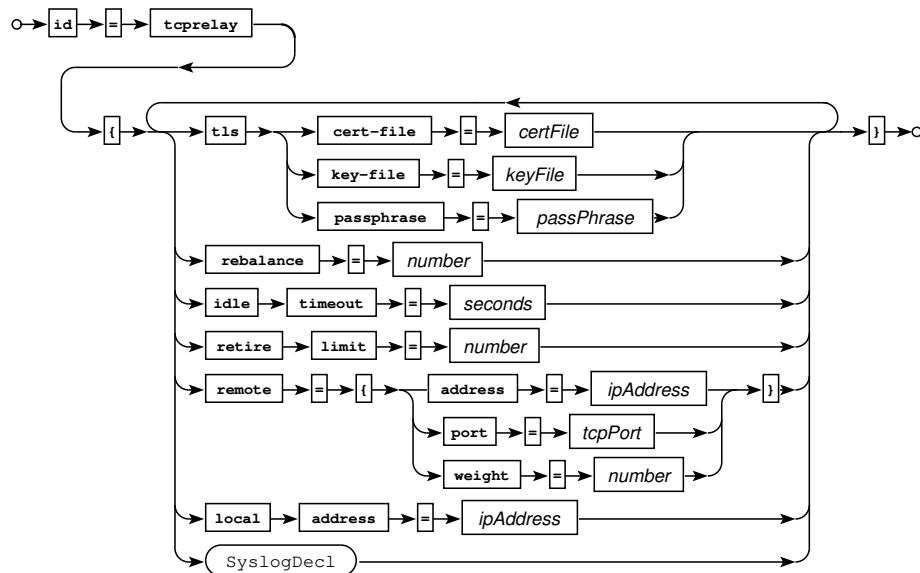 id = tcprelay
{ tls cert-file = certFile }
key-file = keyFile
passphrase = passPhrase
rebalance = number
idle timeout = seconds
retire limit = number
remote = { address = ipAddress }
port = tcpPort
weight = number
local address = ipAddress
SyslogDecl